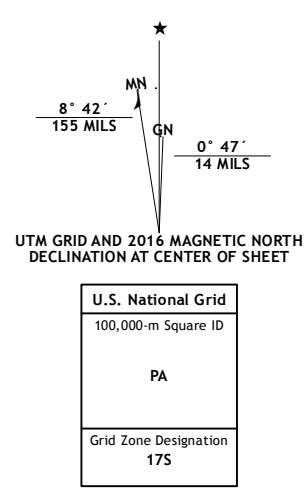 ★
MN
8° 42´
155 MILS
GN
0° 47´
14 MILS
UTM GRID AND 2016 MAGNETIC NORTH
DECLINATION AT CENTER OF SHEET
U.S. National Grid
100,000-m Square ID
PA
Grid Zone Designation
17S